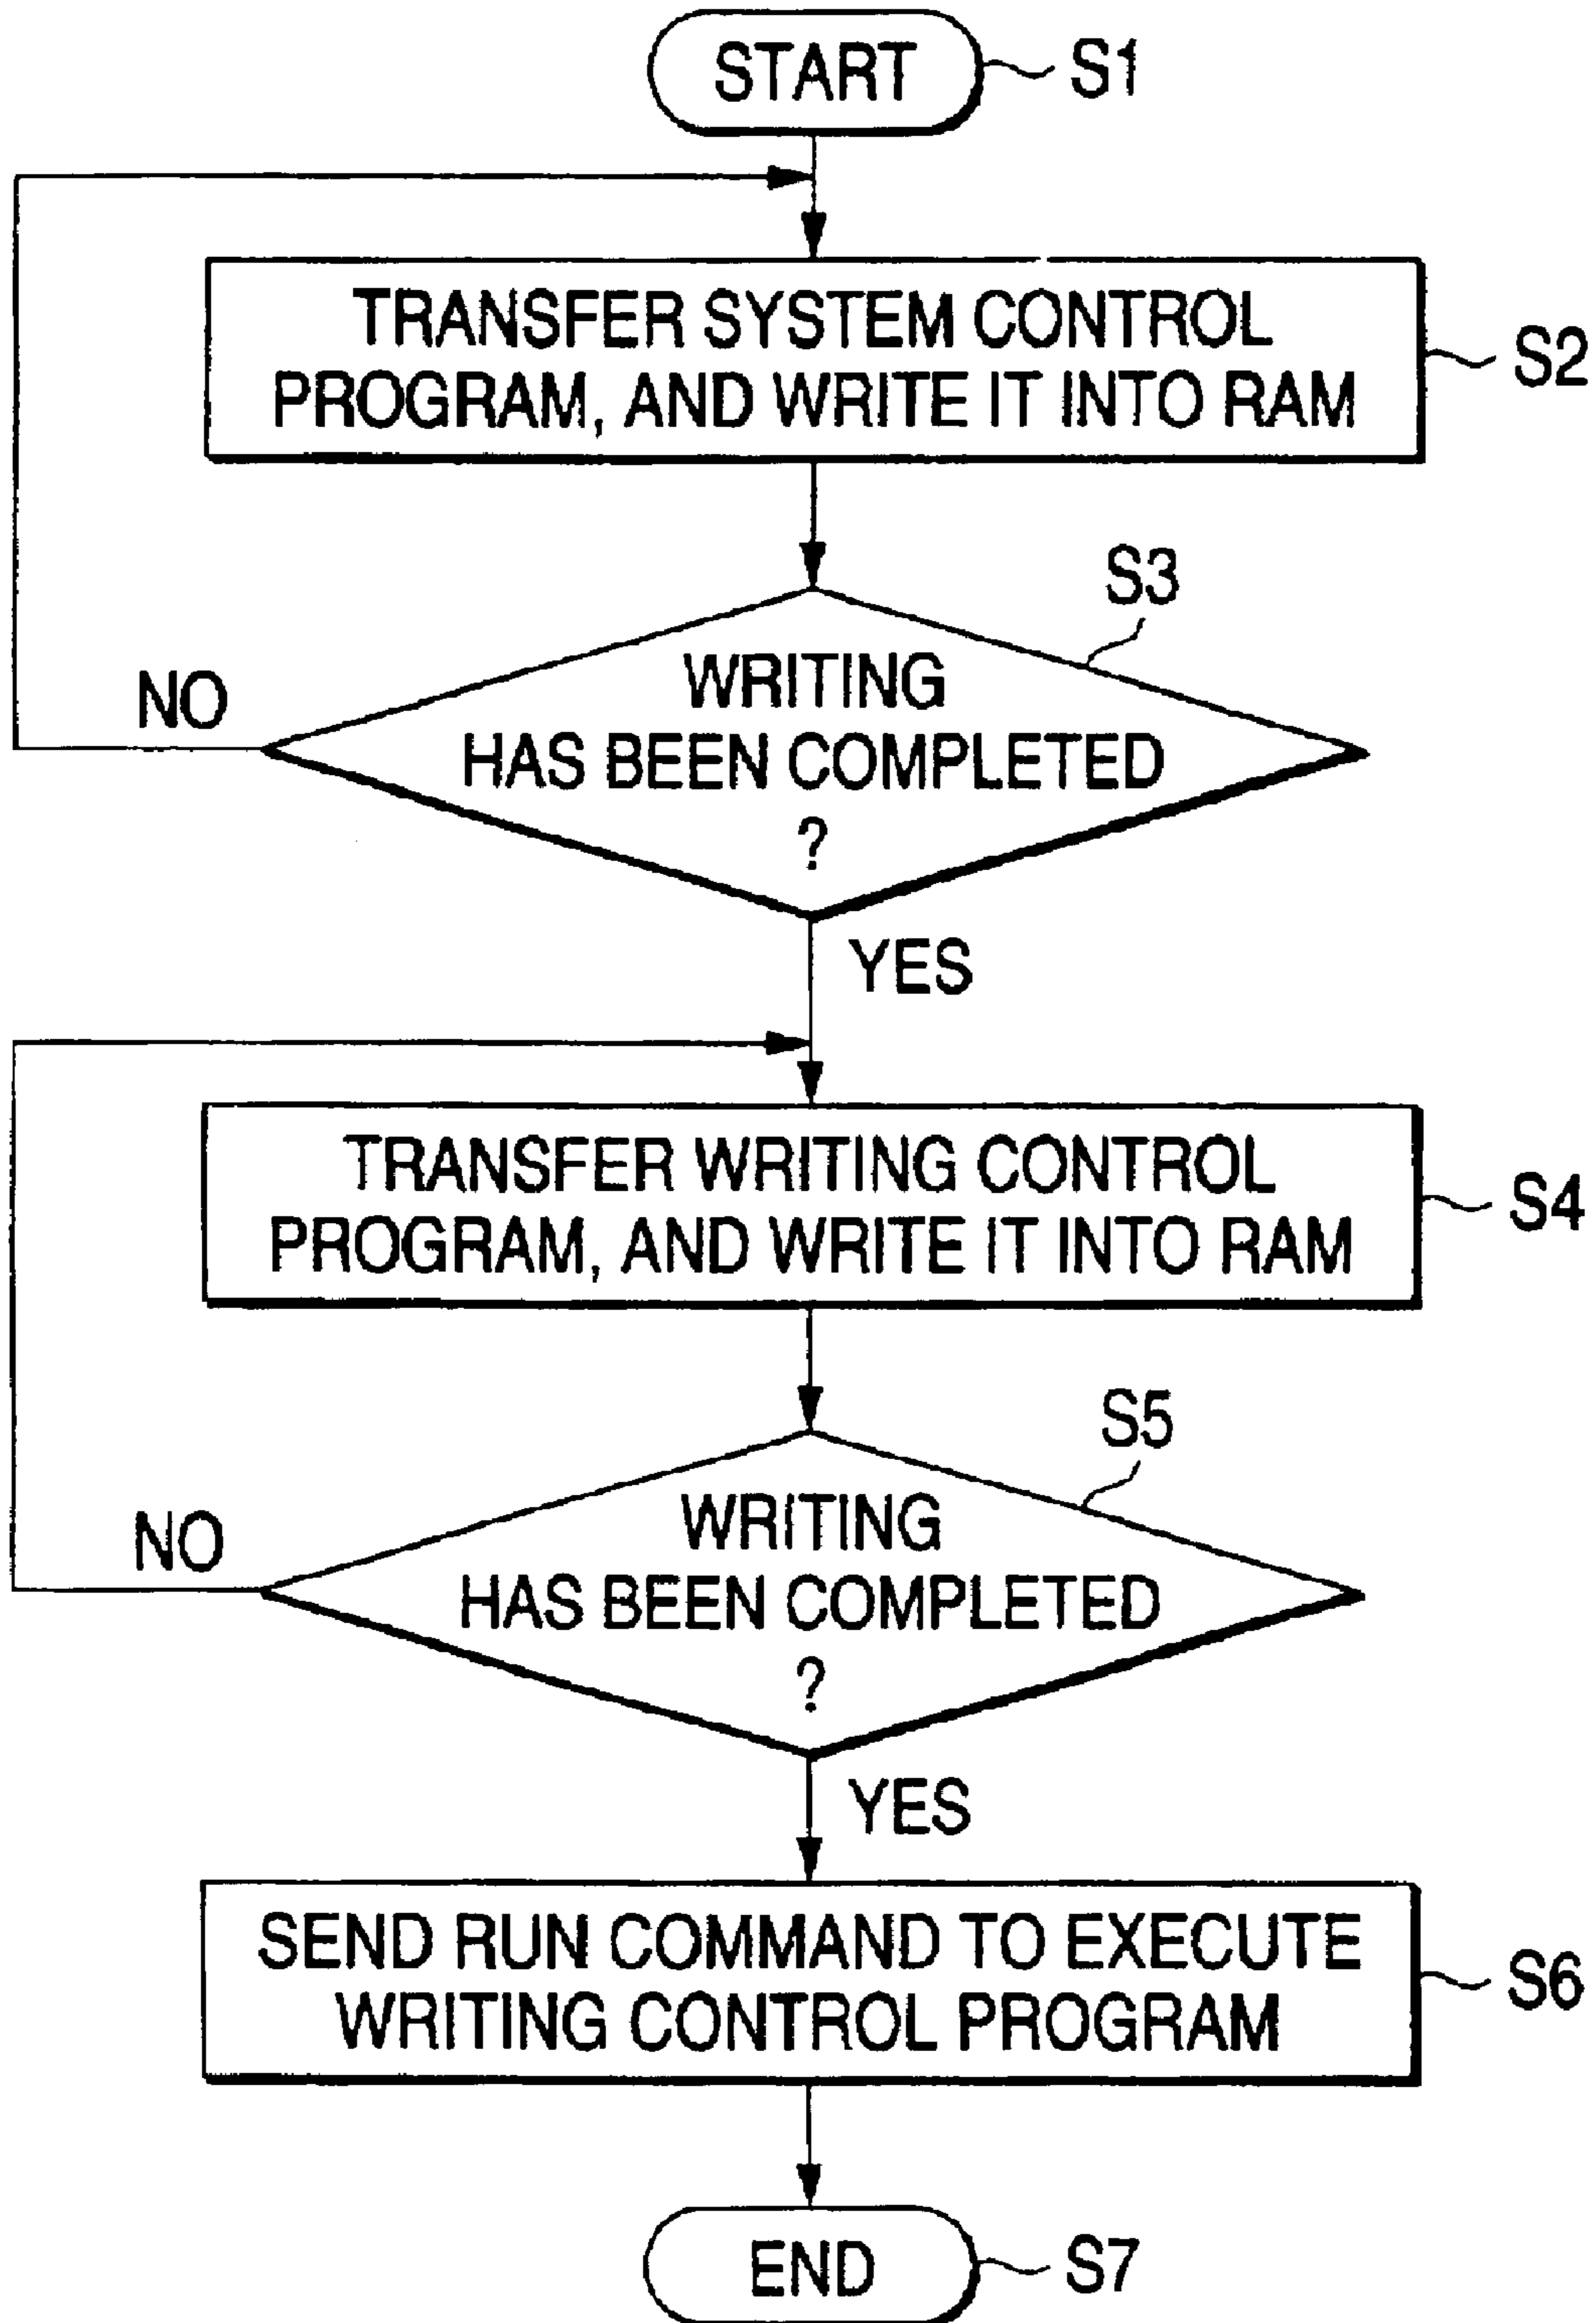 START
S1
TRANSFER SYSTEM CONTROL
PROGRAM, AND WRITE IT INTO RAM
S2
S3
WRITING
HAS BEEN COMPLETED
?
NO
YES
TRANSFER WRITING CONTROL
PROGRAM, AND WRITE IT INTO RAM
S4
S5
WRITING
HAS BEEN COMPLETED
?
NO
YES
SEND RUN COMMAND TO EXECUTE
WRITING CONTROL PROGRAM
S6
END
S7